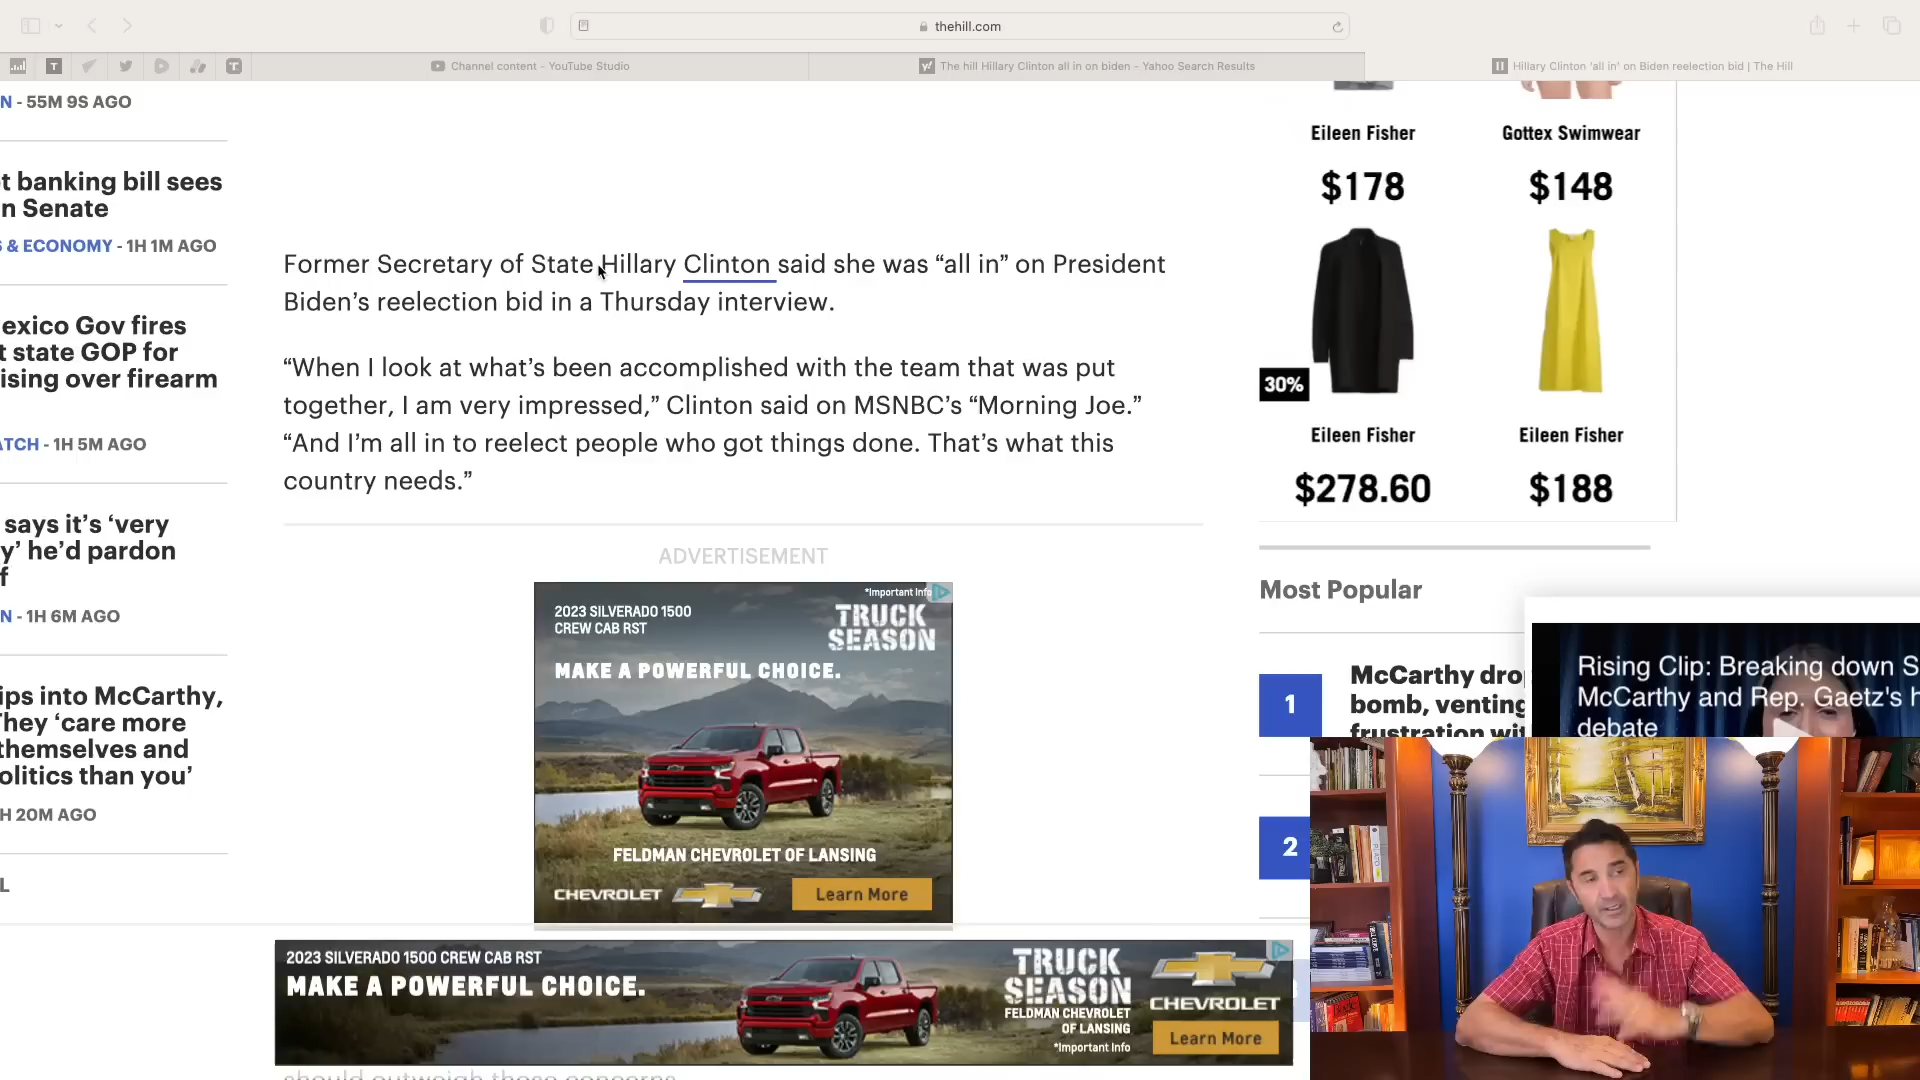 thehill.com
Channel content - YouTube Studio
The hill Hillary Clinton all in on biden - Yahoo Search Results
Hillary Clinton 'all in' on Biden reelection bid | The Hill
N - 55M 9S AGO
t banking bill sees
n Senate
& ECONOMY - 1H 1M AGO
exico Gov fires
t state GOP for
ising over firearm
ATCH - 1H 5M AGO
says it's 'very
y' he'd pardon
f
N - 1H 6M AGO
ips into McCarthy,
They 'care more
themselves and
olitics than you'
H 20M AGO
L
Former Secretary of State Hillary Clinton said she was “all in” on President
Biden’s reelection bid in a Thursday interview.
“When I look at what’s been accomplished with the team that was put
together, I am very impressed,” Clinton said on MSNBC’s “Morning Joe.”
“And I’m all in to reelect people who got things done. That’s what this
country needs.”
ADVERTISEMENT
*Important Info
2023 SILVERADO 1500
CREW CAB RST
TRUCK
SEASON
MAKE A POWERFUL CHOICE.
FELDMAN CHEVROLET OF LANSING
CHEVROLET
Learn More
2023 SILVERADO 1500 CREW CAB RST
MAKE A POWERFUL CHOICE.
TRUCK
SEASON
FELDMAN CHEVROLET
OF LANSING
*Important Info
CHEVROLET
Learn More
Eileen Fisher
$178
Gottex Swimwear
$148
30%
Eileen Fisher
$278.60
Eileen Fisher
$188
Most Popular
1
McCarthy dro
bomb, venting
frustration wit
2
Rising Clip: Breaking down S
McCarthy and Rep. Gaetz's h
debate
PLATO